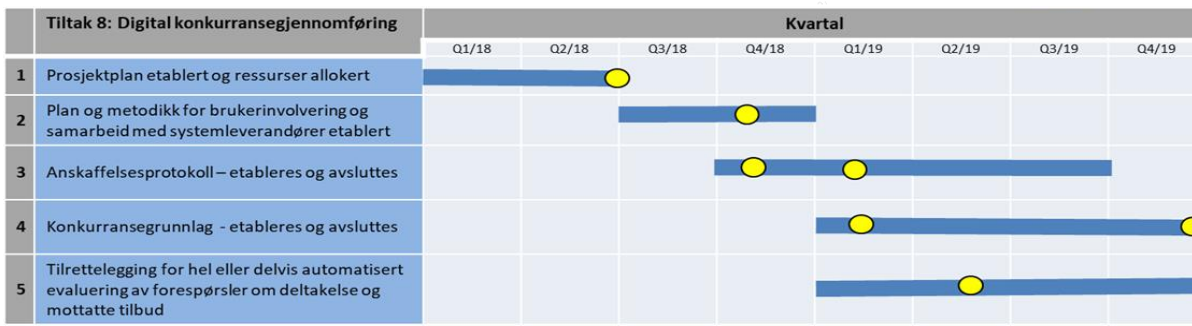 Tiltak 8: Digital konkurransegjennomføring
Kvartal
Q1/18 Q2/18 Q3/18 Q4/18 Q1/19 Q2/19 Q3/19 Q4/19
1 Prosjektplan etablert og ressurser allokert
2 Plan og metodikk for brukerinvolvering og
samarbeid med systemleverandører etablert
3 Anskaffelsesprotokoll – etableres og avsluttes
4 Konkurransegrunnlag - etableres og avsluttes
5 Tilrettelegging for hel eller delvis automatisert
evaluering av forespørsler om deltakelse og
mottatte tilbud